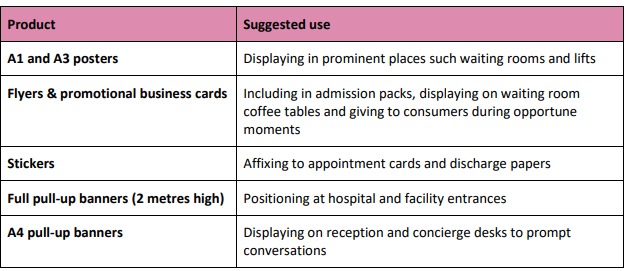 Product Suggested use
A1 and A3 posters Displaying in prominent places such waiting rooms and lifts
Flyers & promotional business cards Including in admission packs, displaying on waiting room
coffee tables and giving to consumers during opportune
moments
Stickers Affixing to appointment cards and discharge papers
Full pull-up banners (2 metres high) Positioning at hospital and facility entrances
A4 pull-up banners Displaying on reception and concierge desks to prompt
conversations